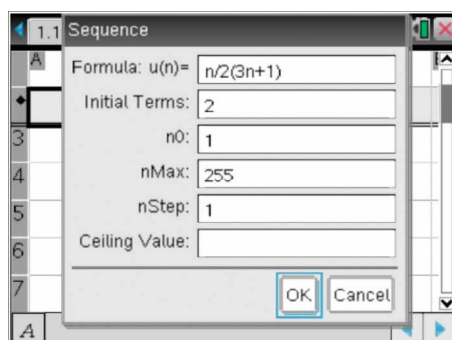 1.1 Sequence
A
Formula: u(n)= n/2(3n+1)
Initial Terms: 2
n0: 1
3
nMax: 255
4
nStep: 1
5
Ceiling Value:
6
7
OK Cancel
A